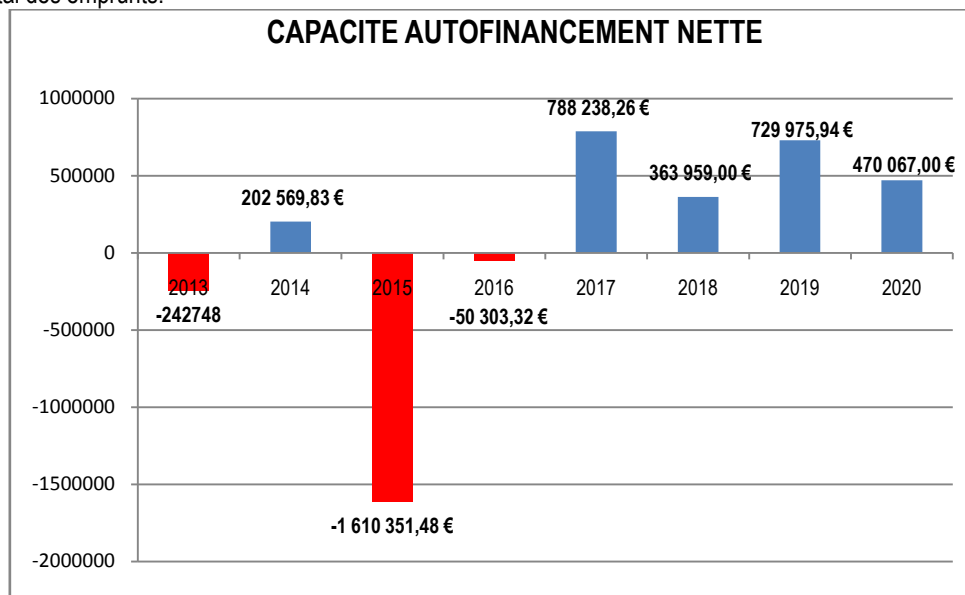 CAPACITE AUTOFINANCEMENT NETTE
1000000
788 238,26 €
729 975,94 €
500000
363 959,00 €
470 067,00 €
202 569,83 €
0
2013 2014 2015 2016 2017 2018 2019 2020
-242748
-50 303,32 €
-500000
-1000000
-1500000
-1 610 351,48 €
-2000000